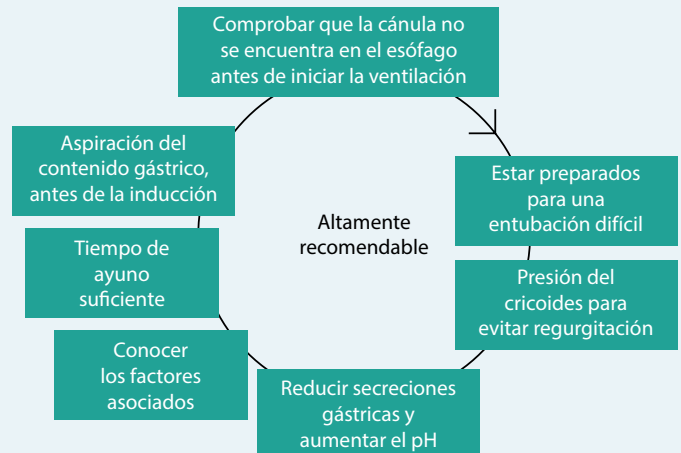 Comprobar que la cánula no
se encuentra en el esófago
antes de iniciar la ventilación
Estar preparados
para una
entubación difícil
Presión del
cricoides para
evitar regurgitación
Reducir secreciones
gástricas y
aumentar el pH
Conocer
los factores
asociados
Tiempo de
ayuno
suficiente
Aspiración del
contenido gástrico,
antes de la inducción
Altamente
recomendable